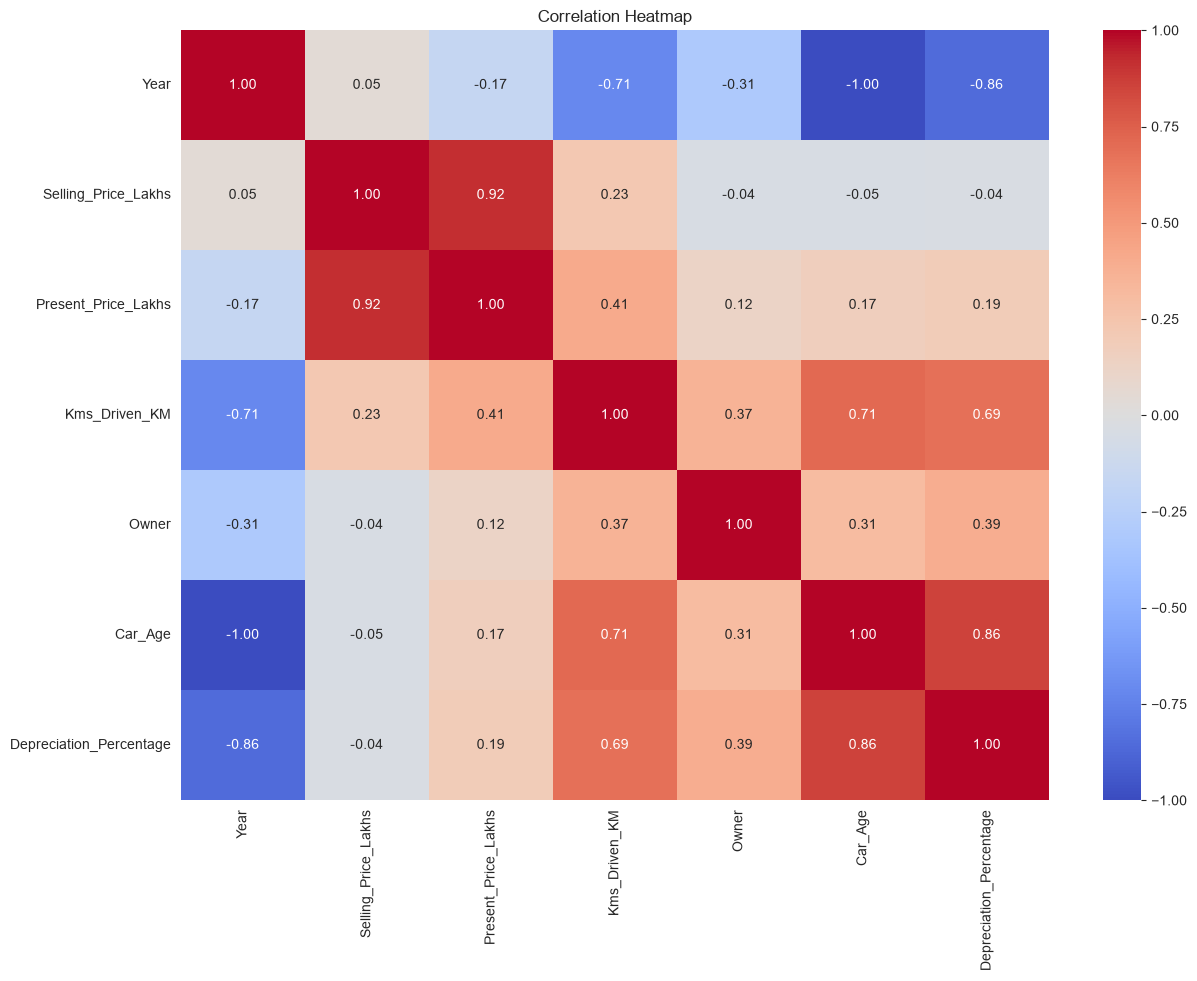 Correlation Heatmap
Year 1.00 0.05 -0.17 -0.71 -0.31 -1.00 -0.86
Selling_Price_Lakhs 0.05 1.00 0.92 0.23 -0.04 -0.05 -0.04
Present_Price_Lakhs -0.17 0.92 1.00 0.41 0.12 0.17 0.19
Kms_Driven_KM -0.71 0.23 0.41 1.00 0.37 0.71 0.69
Owner -0.31 -0.04 0.12 0.37 1.00 0.31 0.39
Car_Age -1.00 -0.05 0.17 0.71 0.31 1.00 0.86
Depreciation_Percentage -0.86 -0.04 0.19 0.69 0.39 0.86 1.00
Year
Selling_Price_Lakhs
Present_Price_Lakhs
Kms_Driven_KM
Owner
Car_Age
Depreciation_Percentage
1.00
0.75
0.50
0.25
0.00
−0.25
−0.50
−0.75
−1.00